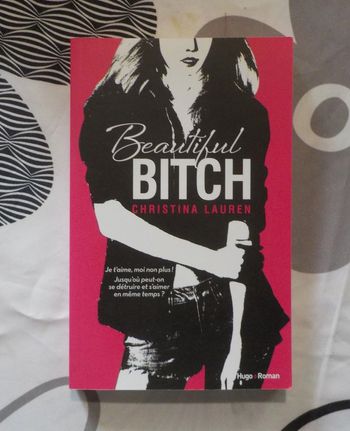 Beautiful
BITCH
CHRISTINA LAUREN
Je t'aime, moi non plus !
Jusqu'où peut-on
se détruire et s'aimer
en même temps ?
Hugo Roman